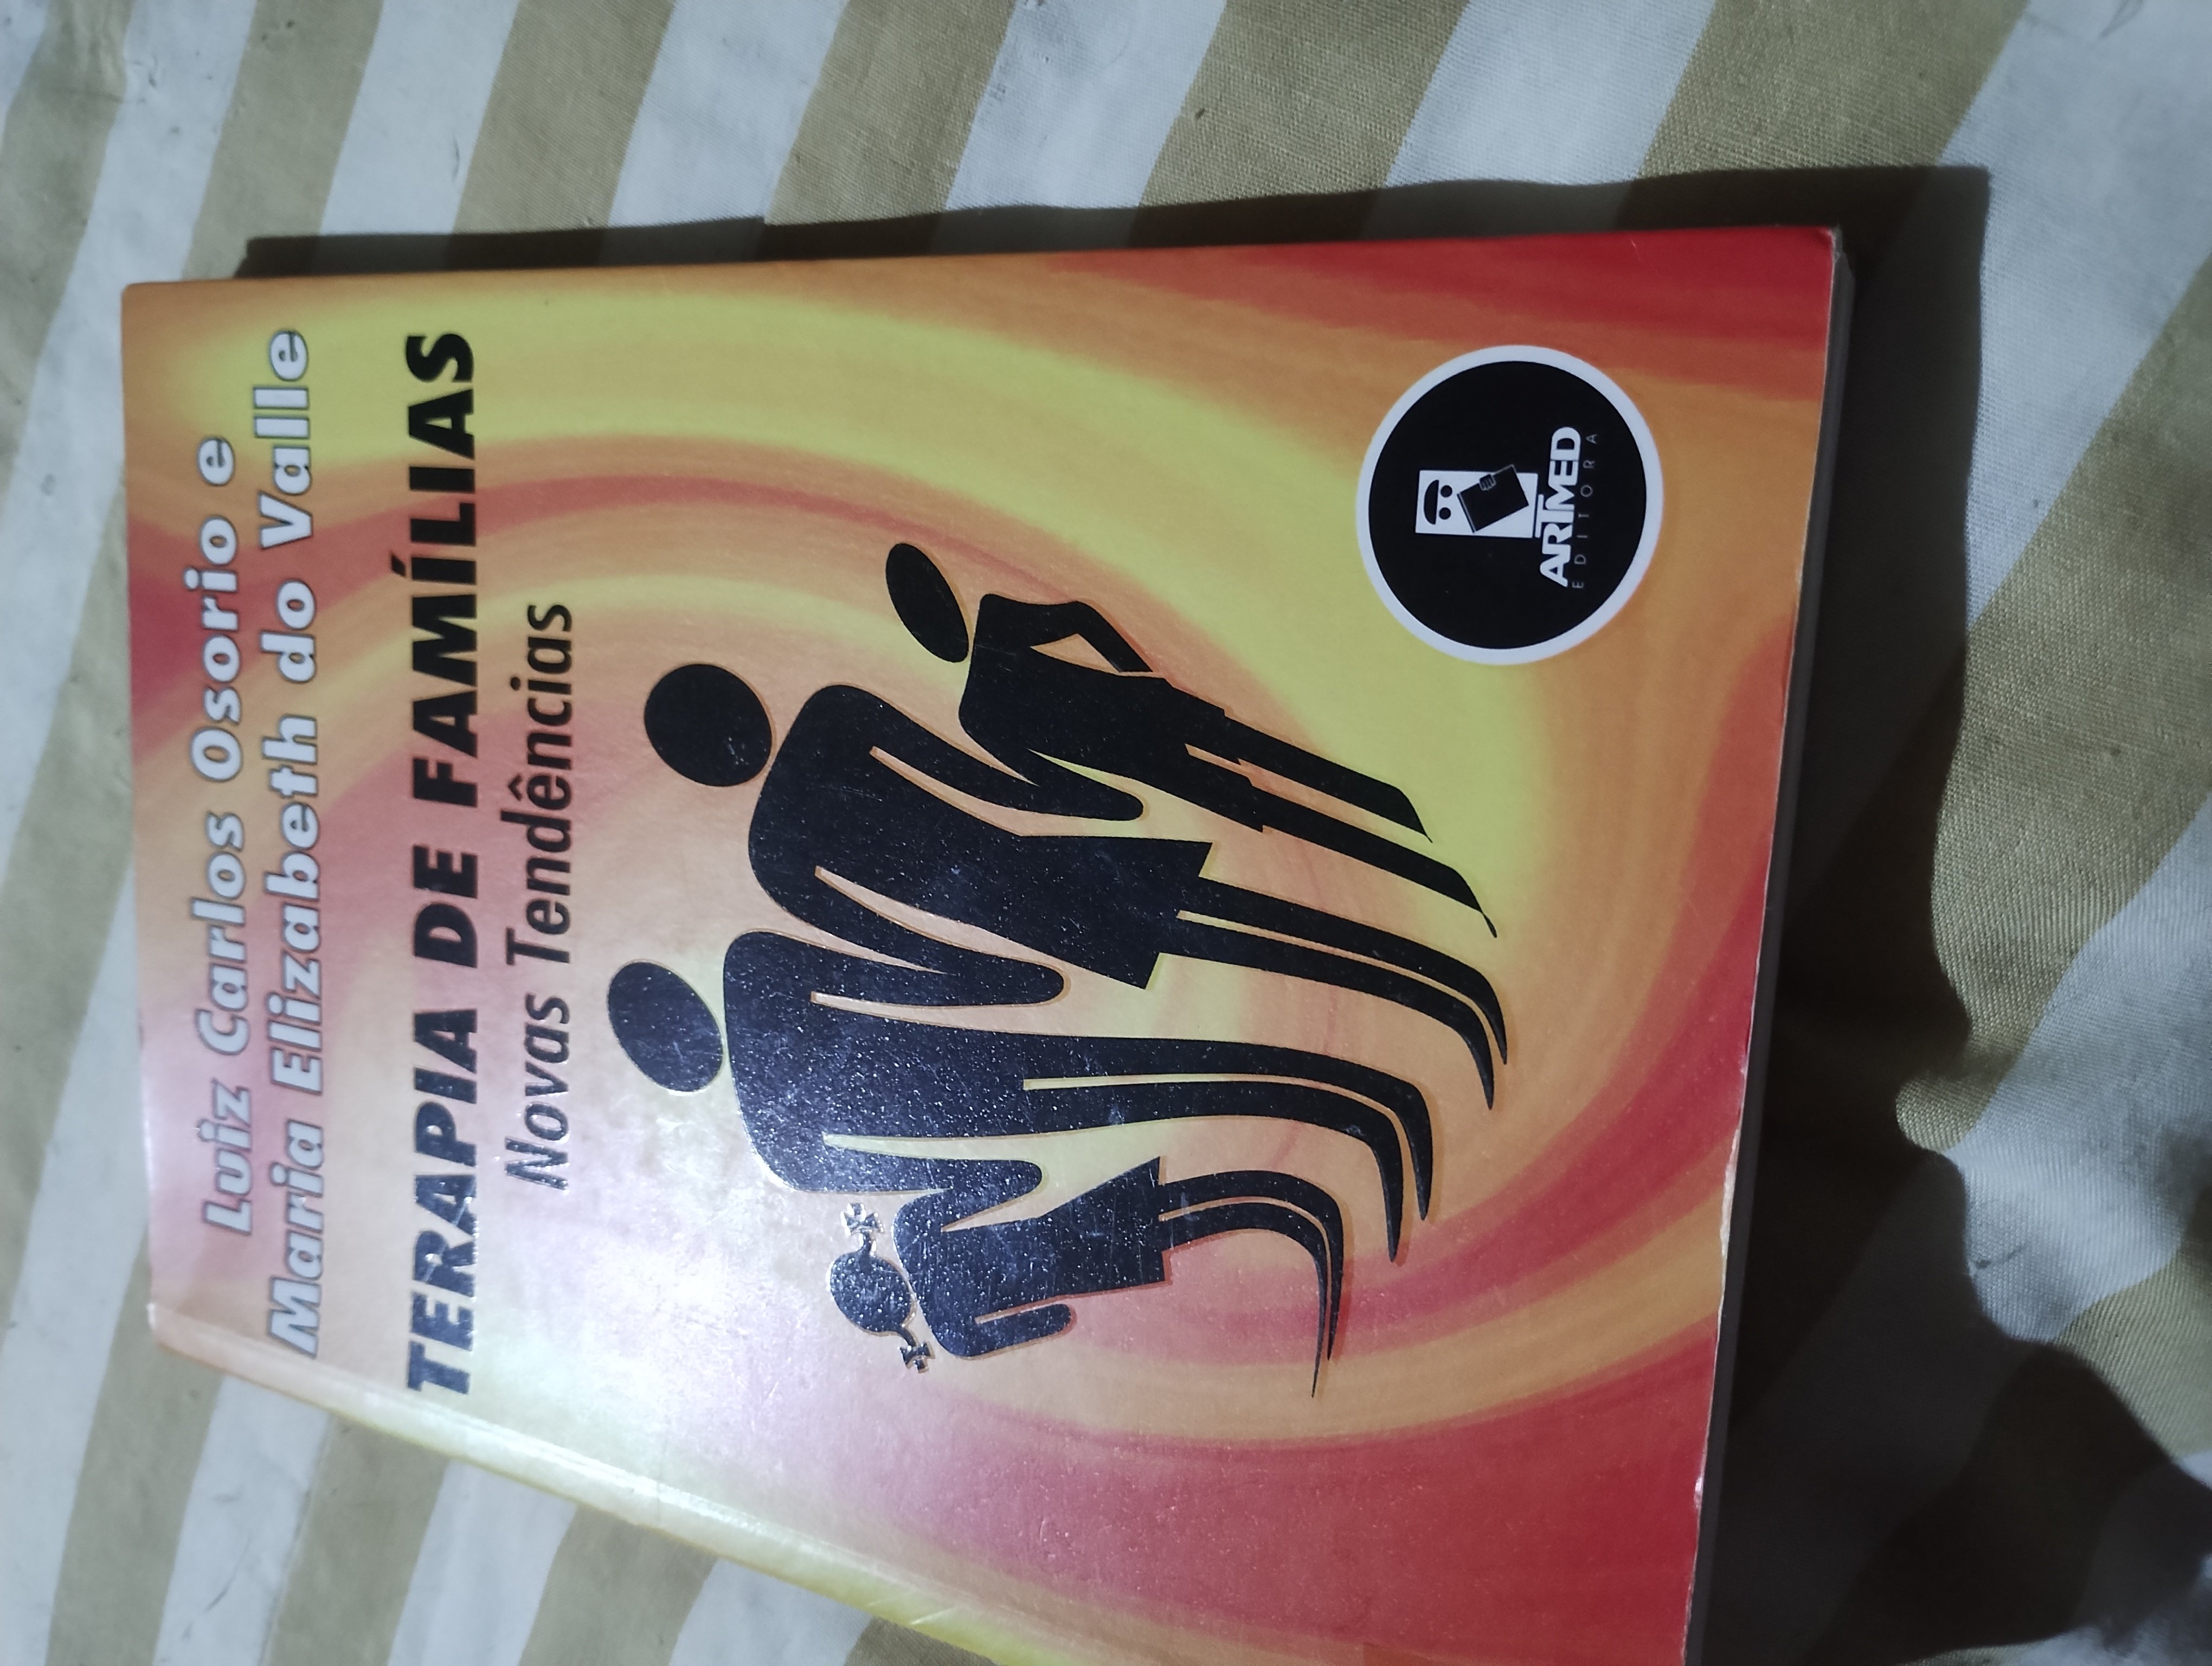 Luiz Carlos Osorio e
Maria Elizabeth do Valle
TERAPIA DE FAMÍLIAS
Novas Tendências
ARTMED
EDITORA